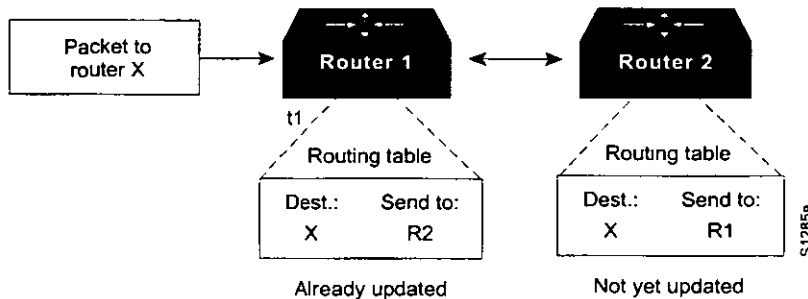 Packet to
router X
Router 1
Router 2
t1
Routing table
Dest.: Send to:
X R2
Already updated
Routing table
Dest.: Send to:
X R1
Not yet updated
S1285a